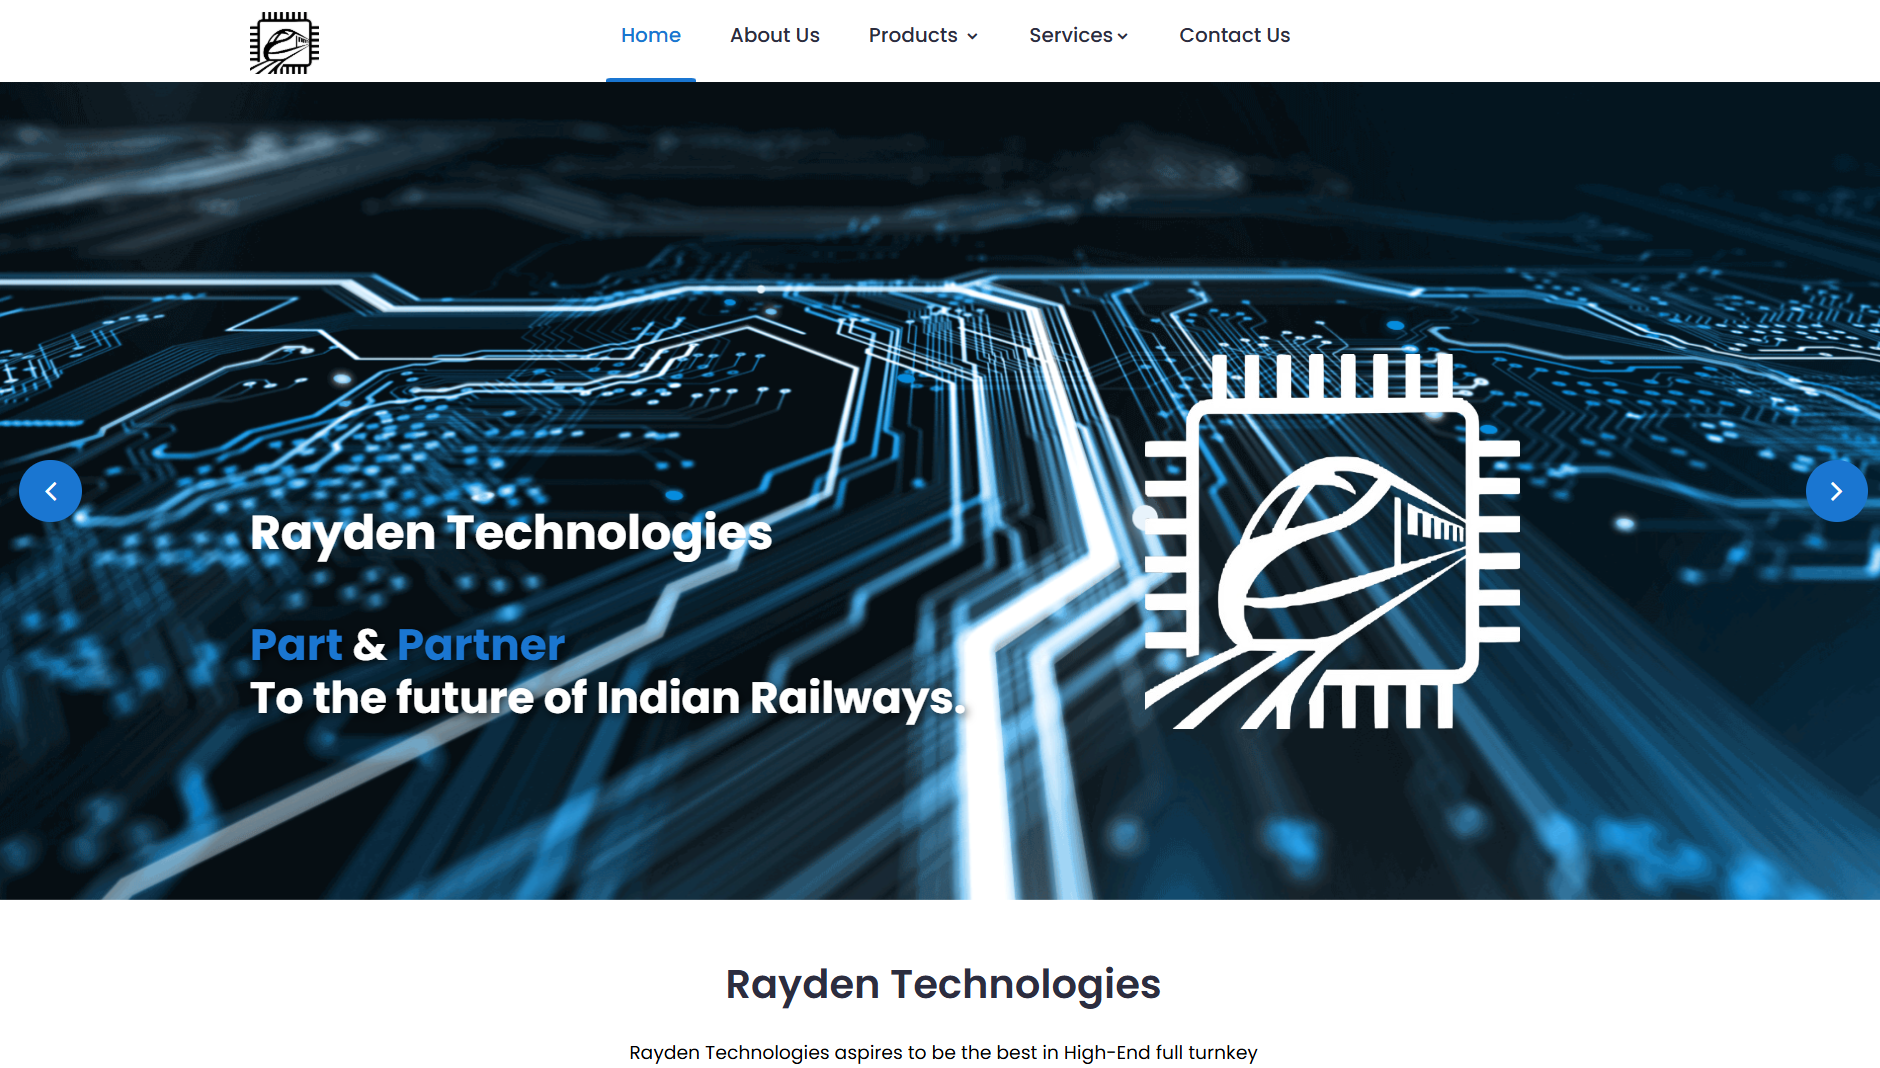 Home About Us Products Services Contact Us
Rayden Technologies
Part & Partner
To the future of Indian Railways.
Rayden Technologies
Rayden Technologies aspires to be the best in High-End full turnkey